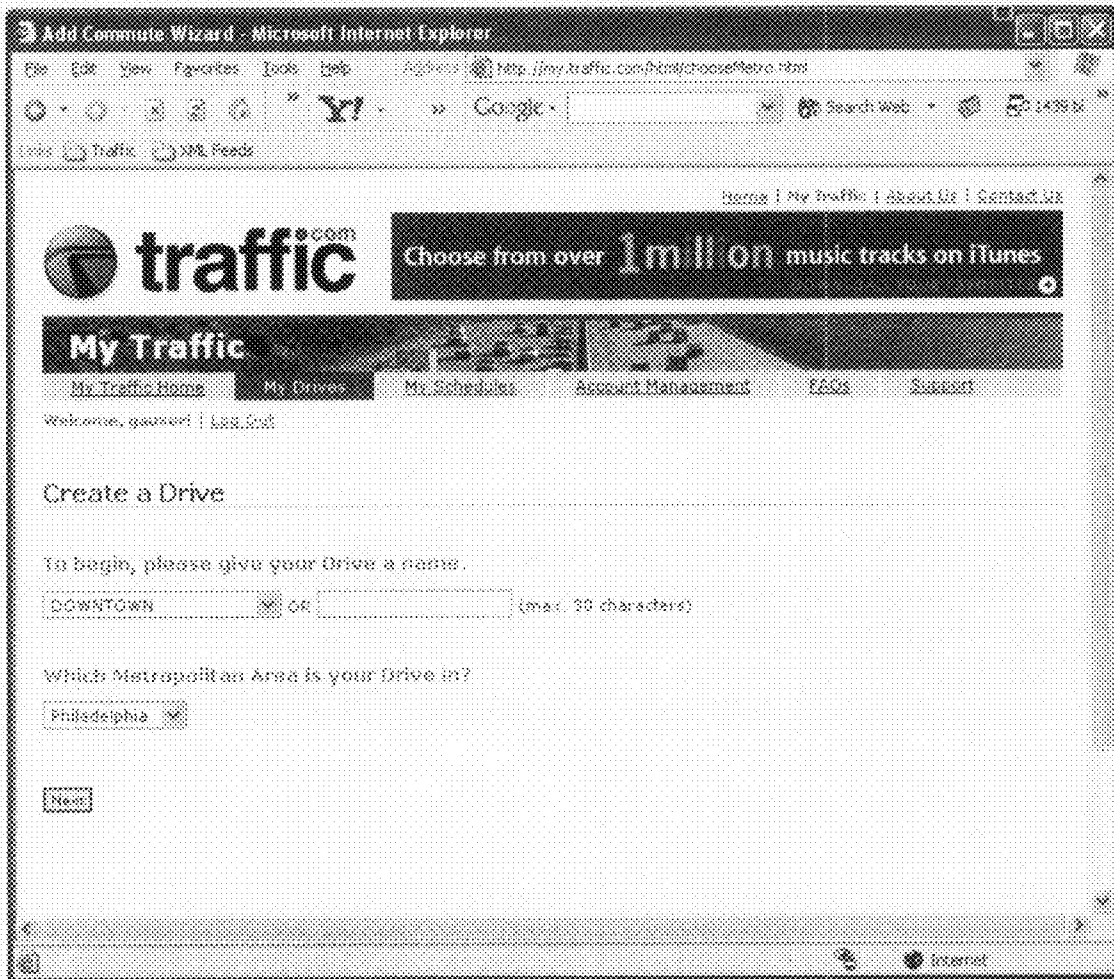 Add Commute Wizard - Microsoft Internet Explorer
File Edit View Favorites Tools Help Address http://my.traffic.com/html/chooseMetro.html
Y! Google Search Web
Links Traffic XML Feeds
Home | My Traffic | About Us | Contact Us
traffic.com
Choose from over 1 million music tracks on iTunes
My Traffic
My Traffic Home My Drives My Schedules Account Management FAQs Support
Welcome, | Log Out
Create a Drive
To begin, please give your Drive a name.
DOWNTOWN OR (max. 30 characters)
Which Metropolitan Area is your Drive in?
Philadelphia
Next
Internet